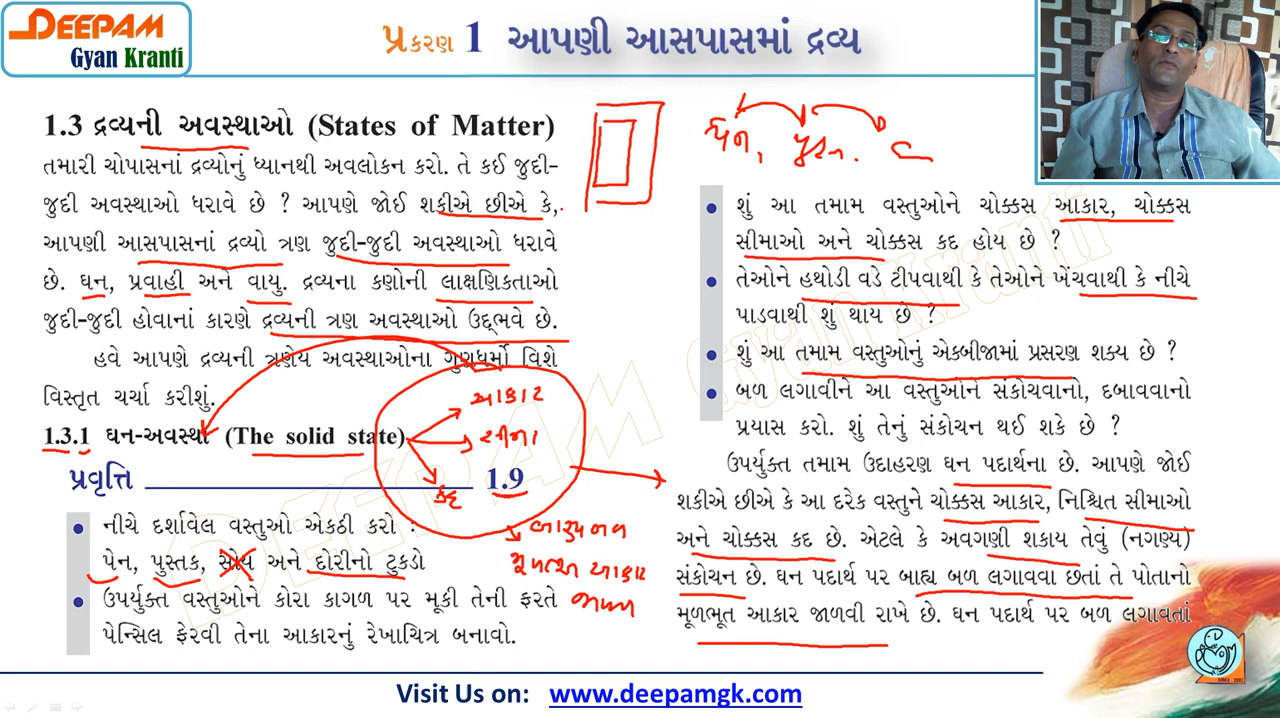 DEEPAM
Gyan Kranti
પ્રકરણ 1 આપણી આસપાસમાં દ્રવ્ય
1.3 દ્રવ્યની અવસ્થાઓ (States of Matter)
તમારી ચોપાસનાં દ્રવ્યોનું ધ્યાનથી અવલોકન કરો. તે કઈ જુદી-
જુદી અવસ્થાઓ ધરાવે છે ? આપણે જોઈ શકીએ છીએ કે,
આપણી આસપાસનાં દ્રવ્યો ત્રણ જુદી-જુદી અવસ્થાઓ ધરાવે
છે. ઘન, પ્રવાહી અને વાયુ. દ્રવ્યના કણોની લાક્ષણિકતાઓ
જુદી-જુદી હોવાનાં કારણે દ્રવ્યની ત્રણ અવસ્થાઓ ઉદ્દભવે છે.
હવે આપણે દ્રવ્યની ત્રણેય અવસ્થાઓના ગુણધર્મો વિશે
વિસ્તૃત ચર્ચા કરીશું.
1.3.1 ઘન-અવસ્થા (The solid state)
આકાર
સીમા
કદ
પ્રવૃત્તિ 1.9
• નીચે દર્શાવેલ વસ્તુઓ એકઠી કરો :
પેન, પુસ્તક, સોય અને દોરીનો ટુકડો
• ઉપર્યુક્ત વસ્તુઓને કોરા કાગળ પર મૂકી તેની ફરતે
પેન્સિલ ફેરવી તેના આકારનું રેખાચિત્ર બનાવો.
આકાર
ઘન,
• શું આ તમામ વસ્તુઓને ચોક્કસ આકાર, ચોક્કસ
સીમાઓ અને ચોક્કસ કદ હોય છે ?
• તેઓને હથોડી વડે ટીપવાથી કે તેઓને ખેંચવાથી કે નીચે
પાડવાથી શું થાય છે ?
• શું આ તમામ વસ્તુઓનું એકબીજામાં પ્રસરણ શક્ય છે ?
• બળ લગાવીને આ વસ્તુઓને સંકોચવાનો, દબાવવાનો
પ્રયાસ કરો. શું તેનું સંકોચન થઈ શકે છે ?
ઉપર્યુક્ત તમામ ઉદાહરણ ઘન પદાર્થના છે. આપણે જોઈ
શકીએ છીએ કે આ દરેક વસ્તુને ચોક્કસ આકાર, નિશ્ચિત સીમાઓ
અને ચોક્કસ કદ છે. એટલે કે અવગણી શકાય તેવું (નગણ્ય)
સંકોચન છે. ઘન પદાર્થ પર બાહ્ય બળ લગાવવા છતાં તે પોતાનો
મૂળભૂત આકાર જાળવી રાખે છે. ઘન પદાર્થ પર બળ લગાવતાં
DEEPAM Gyan Kranti
Visit Us on: www.deepamgk.com